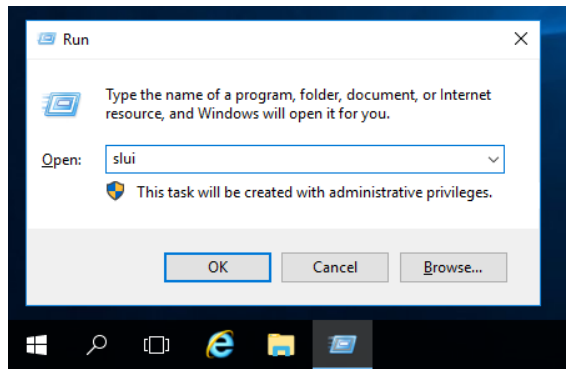 Run
Type the name of a program, folder, document, or Internet
resource, and Windows will open it for you.
Open: slui
This task will be created with administrative privileges.
OK Cancel Browse...